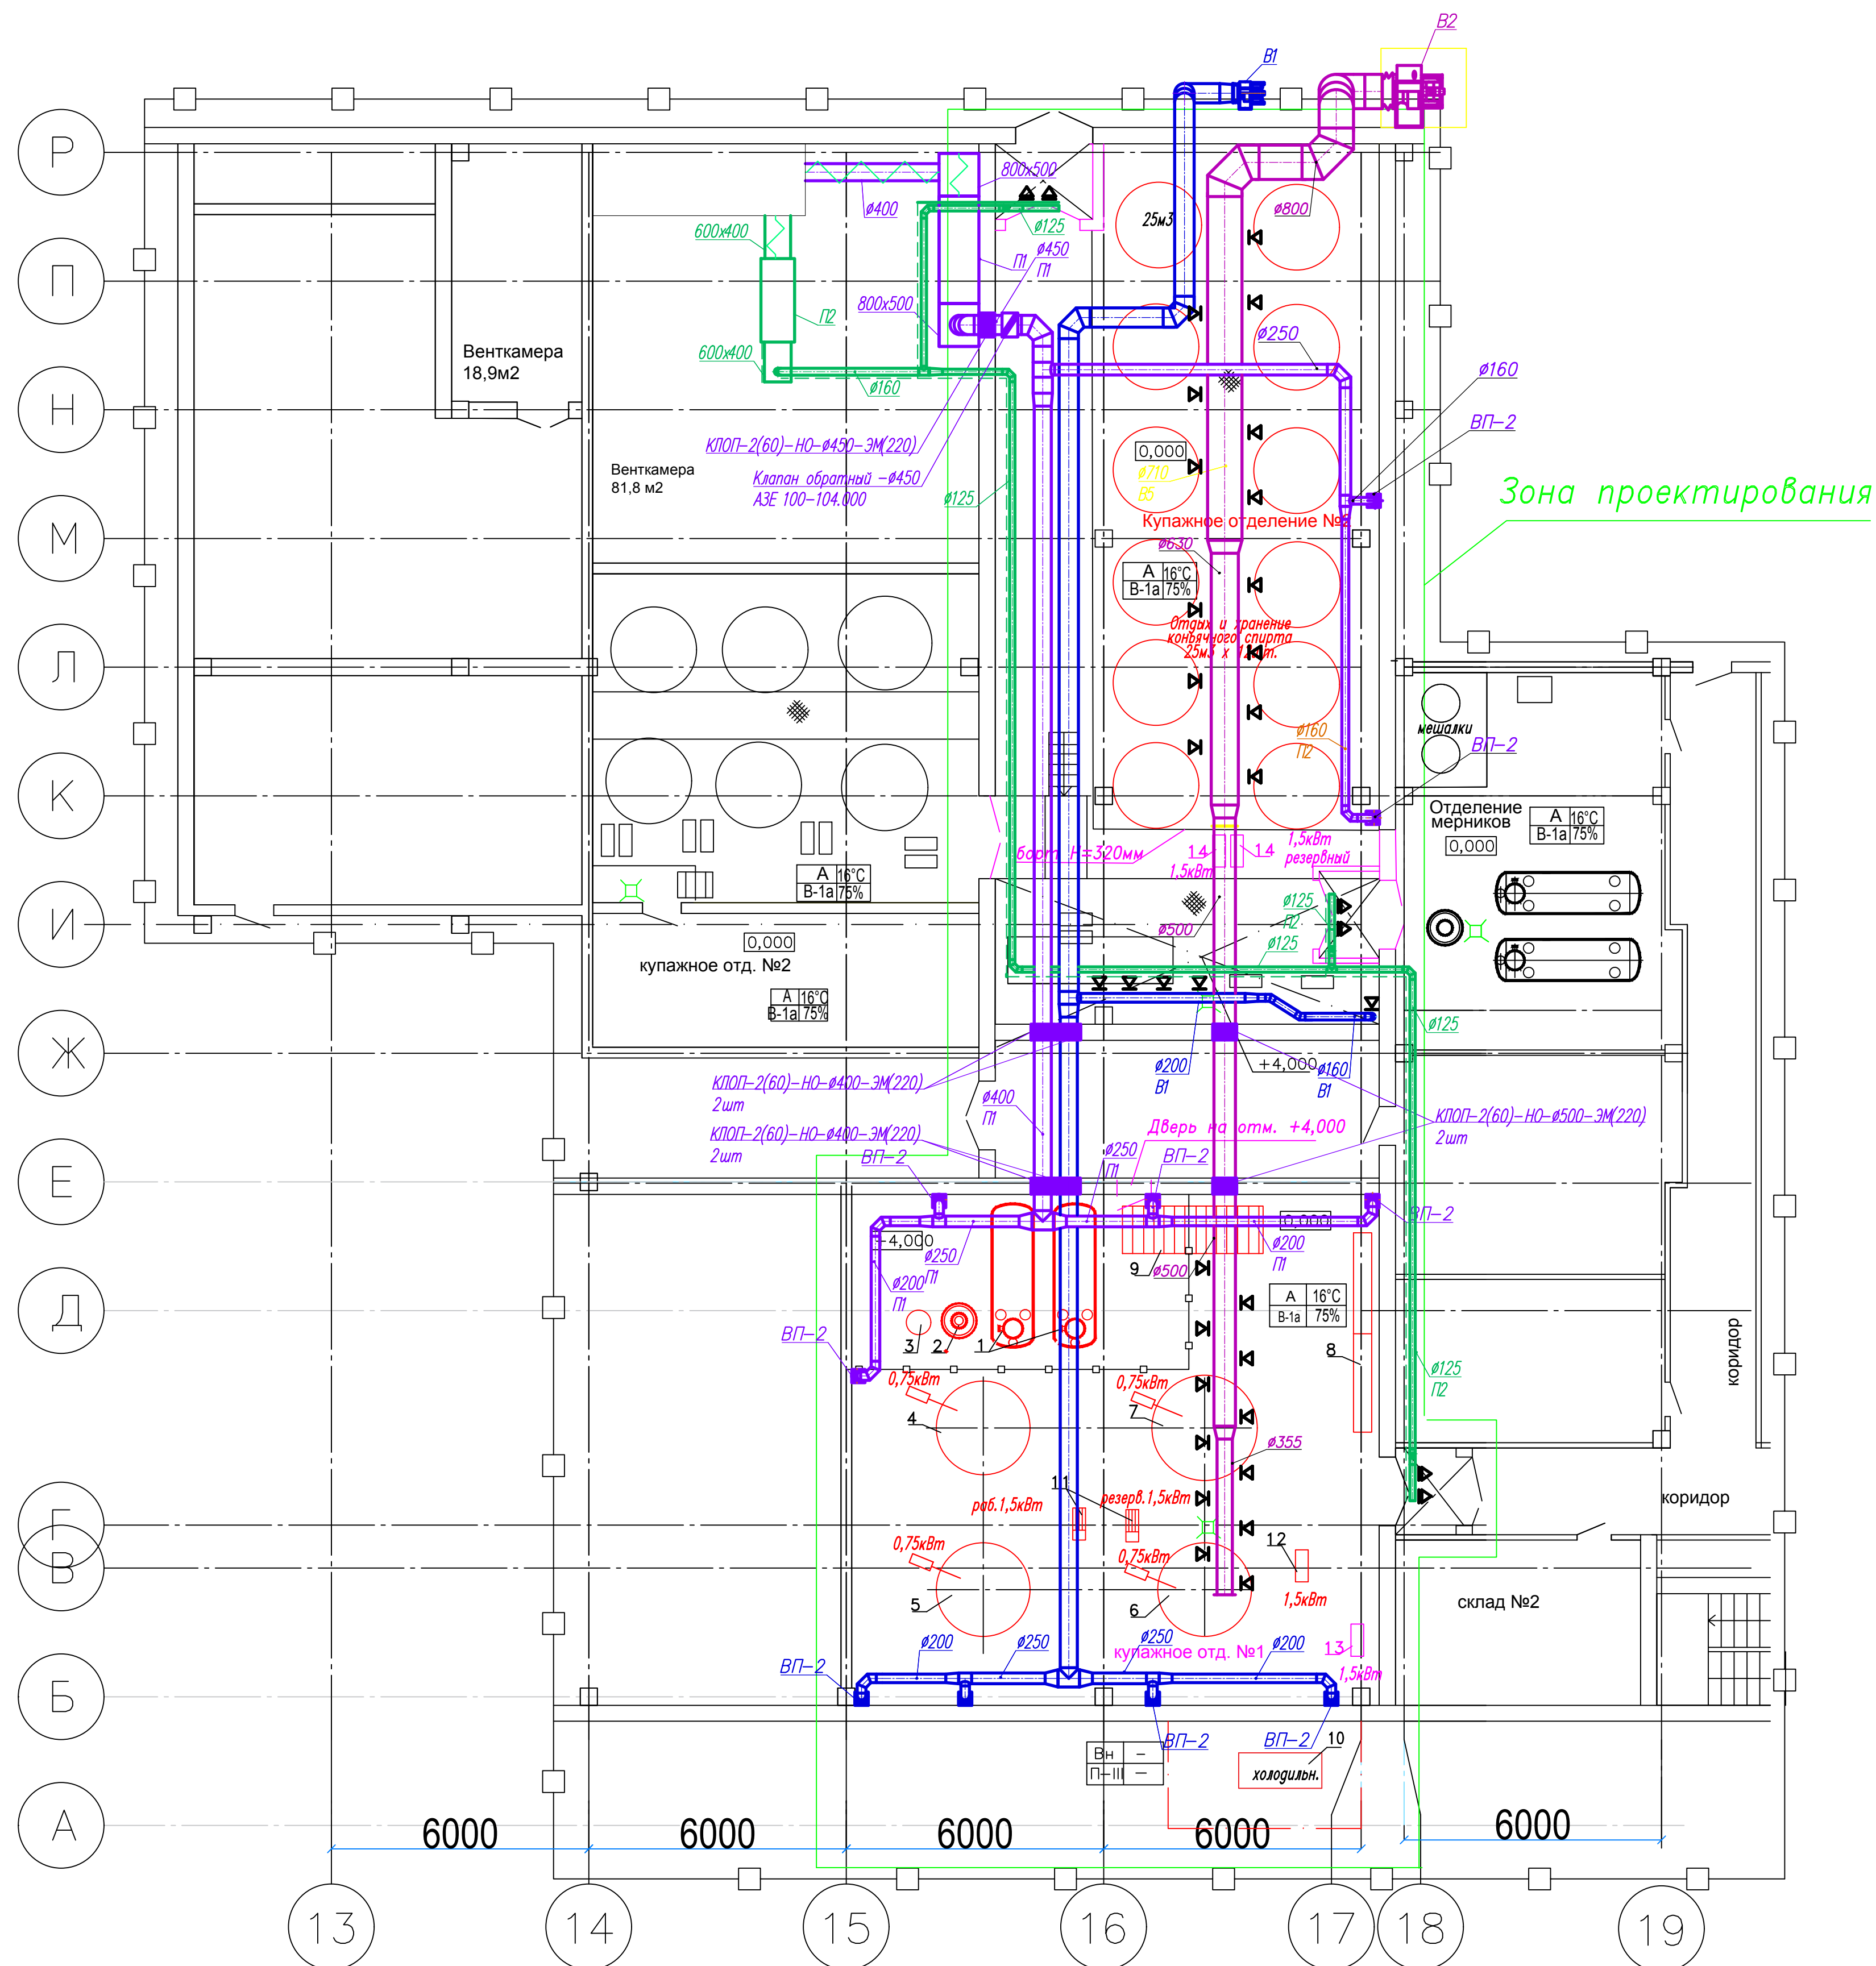 В2
В1
Р
800х500
ø400
ø125
25м3
ø800
600х400
ø450
П1
П1
П
800х500
П2
Венткамера
18,9м2
600х400
ø160
ø250
ø160
Н
ВП-2
КЛОП-2(60)-НО-ø450-ЭМ(220)
0,000
Венткамера
81,8 м2
Клапан обратный -ø450
АЗЕ 100-104.000
ø125
ø710
В5
Зона проектирования
Купажное отделение №2
М
ø630
А 16°С
В-1а 75%
Отдых и хранение
коньячного спирта
25м3 х 12шт.
Л
мешалки
ø160
П2
ВП-2
К
Отделение
мерников
А 16°С
В-1а 75%
0,000
борт Н=320мм
14
14
1,5кВт
1,5кВт
резервный
А 16°С
В-1а 75%
И
ø125
П2
ø500
ø125
0,000
купажное отд. №2
А 16°С
В-1а 75%
ø125
Ж
+4,000
ø200
В1
ø160
В1
КЛОП-2(60)-НО-ø400-ЭМ(220)
2шт
ø400
П1
КЛОП-2(60)-НО-ø500-ЭМ(220)
2шт
Дверь на отм. +4,000
КЛОП-2(60)-НО-ø400-ЭМ(220)
2шт
ВП-2
ø250
П1
ВП-2
Е
ВП-2
0,000
+4,000
ø250
П1
ø200
П1
9
ø500
ø200
П1
А 16°С
В-1а 75%
Д
ВП-2
3
2
1
8
коридор
0,75кВт
0,75кВт
ø125
П2
4
7
ø355
11
раб.1,5кВт
резерв.1,5кВт
коридор
Г
0,75кВт
0,75кВт
12
В
1,5кВт
5
6
склад №2
ø200
ø250
ø250
ø200
купажное отд. №1
13
1,5кВт
ВП-2
Б
ВП-2
ВП-2
10
Вн –
П-III –
холодильн.
А
6000
6000
6000
6000
6000
13
14
15
16
17
18
19